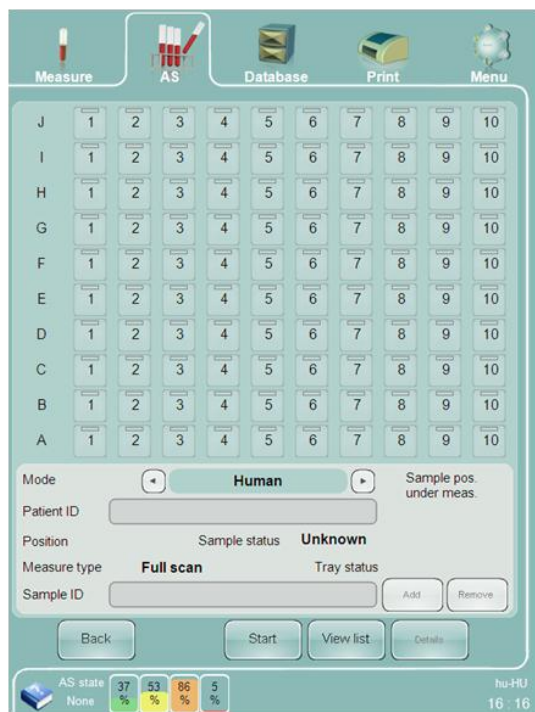 Measure AS Database Print Menu
J 1 2 3 4 5 6 7 8 9 10
I 1 2 3 4 5 6 7 8 9 10
H 1 2 3 4 5 6 7 8 9 10
G 1 2 3 4 5 6 7 8 9 10
F 1 2 3 4 5 6 7 8 9 10
E 1 2 3 4 5 6 7 8 9 10
D 1 2 3 4 5 6 7 8 9 10
C 1 2 3 4 5 6 7 8 9 10
B 1 2 3 4 5 6 7 8 9 10
A 1 2 3 4 5 6 7 8 9 10
Mode Human Sample pos.
under meas.
Patient ID
Position Sample status Unknown
Measure type Full scan Tray status
Sample ID Add Remove
Back Start View list Details
AS state 37 53 86 5 hu-HU
None % % % % 16 : 16